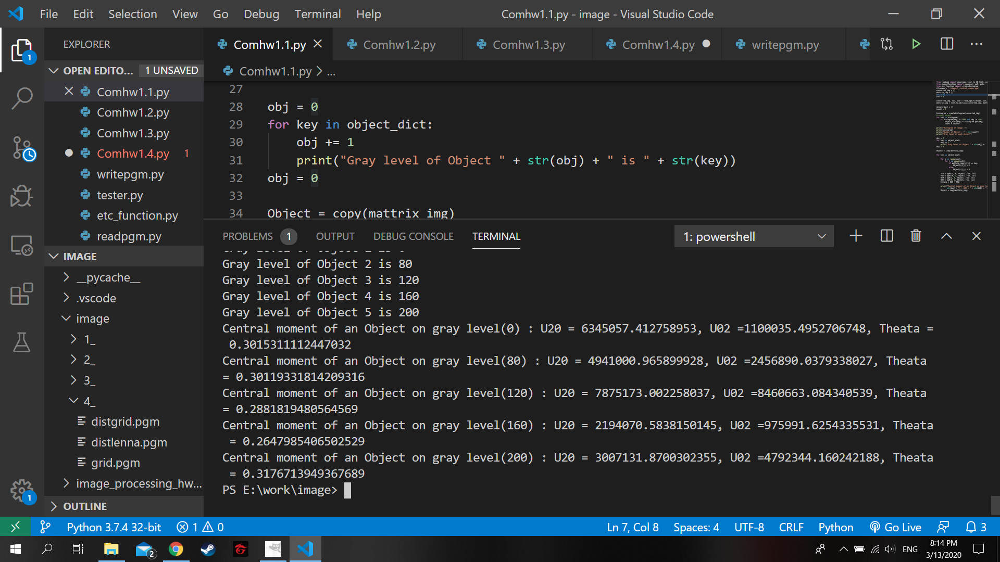 File Edit Selection View Go Debug Terminal Help
Comhw1.1.py - image - Visual Studio Code
EXPLORER
Comhw1.1.py
Comhw1.2.py
Comhw1.3.py
Comhw1.4.py
writepgm.py
1
OPEN EDITO... 1 UNSAVED
Comhw1.1.py > ...
Comhw1.1.py
Comhw1.2.py
Comhw1.3.py
Comhw1.4.py 1
writepgm.py
tester.py
etc_function.py
readpgm.py
IMAGE
__pycache__
.vscode
image
1_
2_
3_
4_
distgrid.pgm
distlenna.pgm
grid.pgm
image_processing_hw...
OUTLINE
1
27
28 obj = 0
29 for key in object_dict:
30 obj += 1
31 print("Gray level of Object " + str(obj) + " is " + str(key))
32 obj = 0
33
34 Object = copy(mattrix_img)
PROBLEMS 1 OUTPUT DEBUG CONSOLE TERMINAL
1: powershell
Gray level of Object 2 is 80
Gray level of Object 3 is 120
Gray level of Object 4 is 160
Gray level of Object 5 is 200
Central moment of an Object on gray level(0) : U20 = 6345057.412758953, U02 =1100035.4952706748, Theata =
0.3015311112447032
Central moment of an Object on gray level(80) : U20 = 4941000.965899928, U02 =2456890.0379338027, Theata
= 0.30119331814209316
Central moment of an Object on gray level(120) : U20 = 7875173.002258037, U02 =8460663.084340539, Theata
= 0.2881819480564569
Central moment of an Object on gray level(160) : U20 = 2194070.5838150145, U02 =975991.6254335531, Theata
= 0.2647985406502529
Central moment of an Object on gray level(200) : U20 = 3007131.8700302355, U02 =4792344.160242188, Theata
= 0.3176713949367689
PS E:\work\image>
Python 3.7.4 32-bit 1 0
Ln 7, Col 8 Spaces: 4 UTF-8 CRLF Python Go Live 3
2
ENG
8:14 PM
3/13/2020